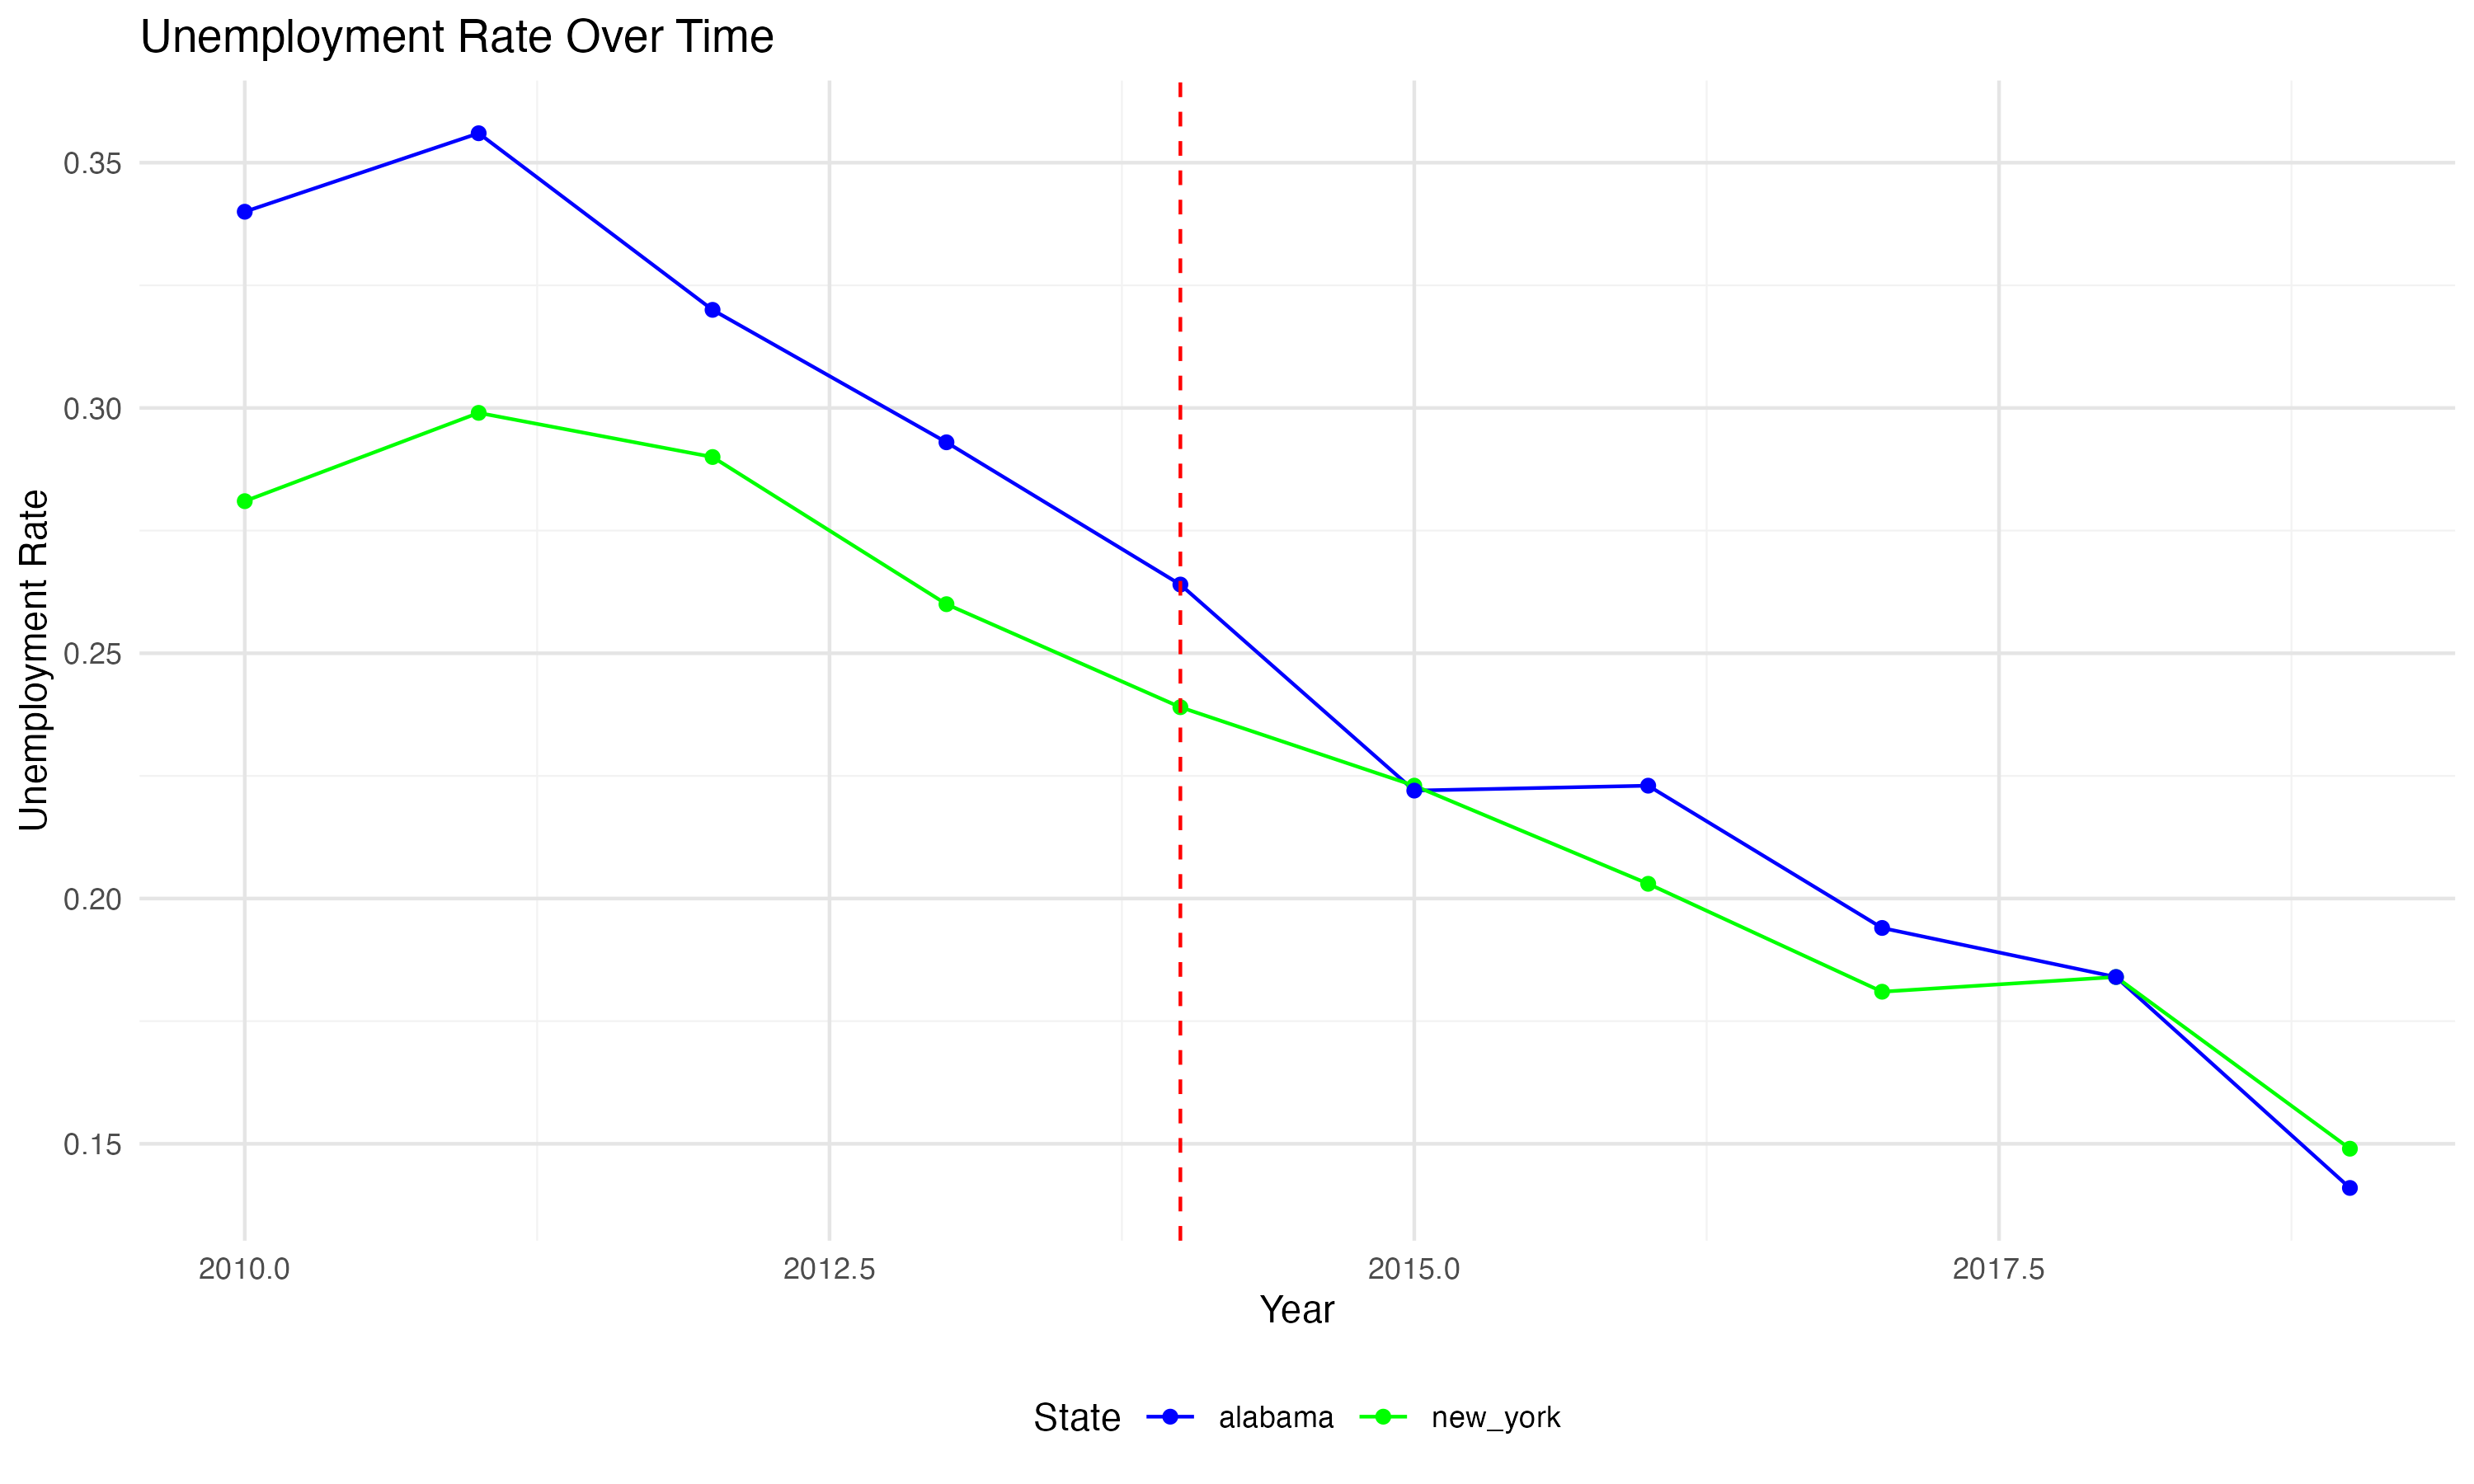 Unemployment Rate Over Time
Unemployment Rate
0.35
0.30
0.25
0.20
0.15
2010.0 2012.5 2015.0 2017.5
Year
State alabama new_york